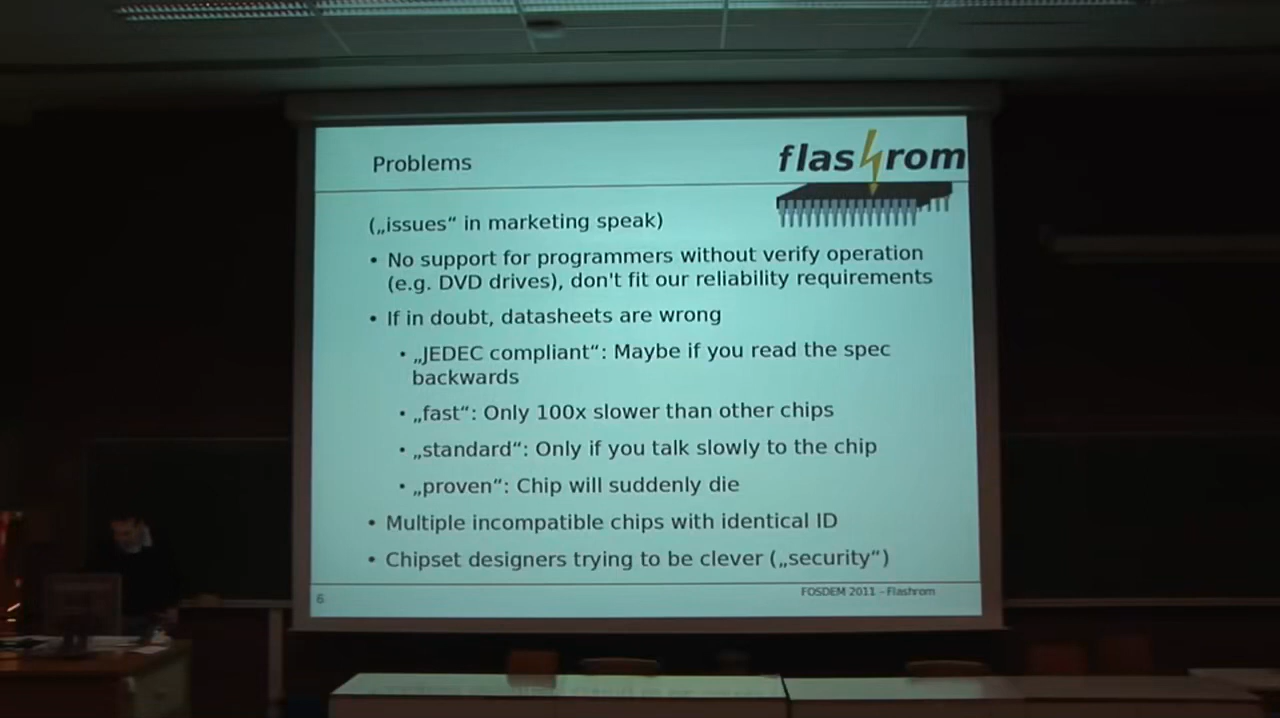 Problems
flashrom
(„issues“ in marketing speak)
• No support for programmers without verify operation
(e.g. DVD drives), don't fit our reliability requirements
• If in doubt, datasheets are wrong
• „JEDEC compliant“: Maybe if you read the spec
backwards
• „fast“: Only 100x slower than other chips
• „standard“: Only if you talk slowly to the chip
• „proven“: Chip will suddenly die
• Multiple incompatible chips with identical ID
• Chipset designers trying to be clever („security“)
6
FOSDEM 2011 - Flashrom